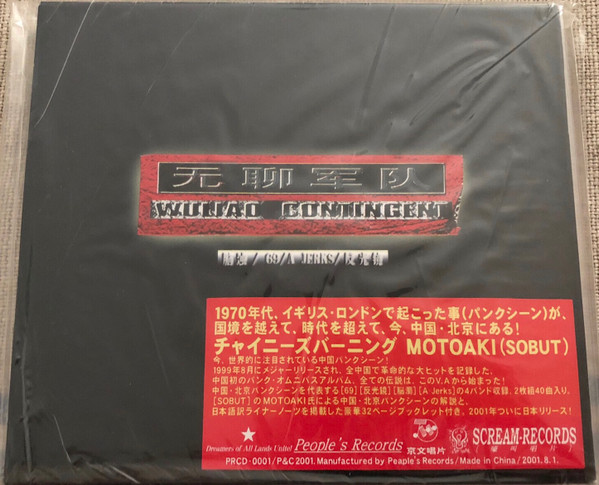 无聊军队
WULIAO CONTINGENT
脑浊 / 69/A JERKS/反光镜
1970年代、イギリス・ロンドンで起こった事(パンクシーン)が、
国境を越えて、時代を超えて、今、中国・北京にある!
チャイニーズバーニング MOTOAKI(SOBUT)
今、世界的に注目されている中国パンクシーン!
1999年8月にメジャーリリースされ、全中国で革命的な大ヒットを記録した、
中国初のパンク・オムニバスアルバム、全ての伝説は、このV.Aから始まった!
中国・北京パンクシーンを代表する[69][反光鏡][脳濁][A Jerks]の4バンド収録、2枚組40曲入り。
[SOBUT]のMOTOAKI氏による中国・北京パンクシーンの解説と、
日本語訳ライナーノーツを掲載した豪華32ページブックレット付き、2001年ついに日本リリース!
Dreamers of All Lands Unite! People's Records 京文唱片 SCREAM-RECORDS
嚎叫唱片
PRCD-0001/P&C2001. Manufactured by Peaple's Records/Made in China/2001.8.1.